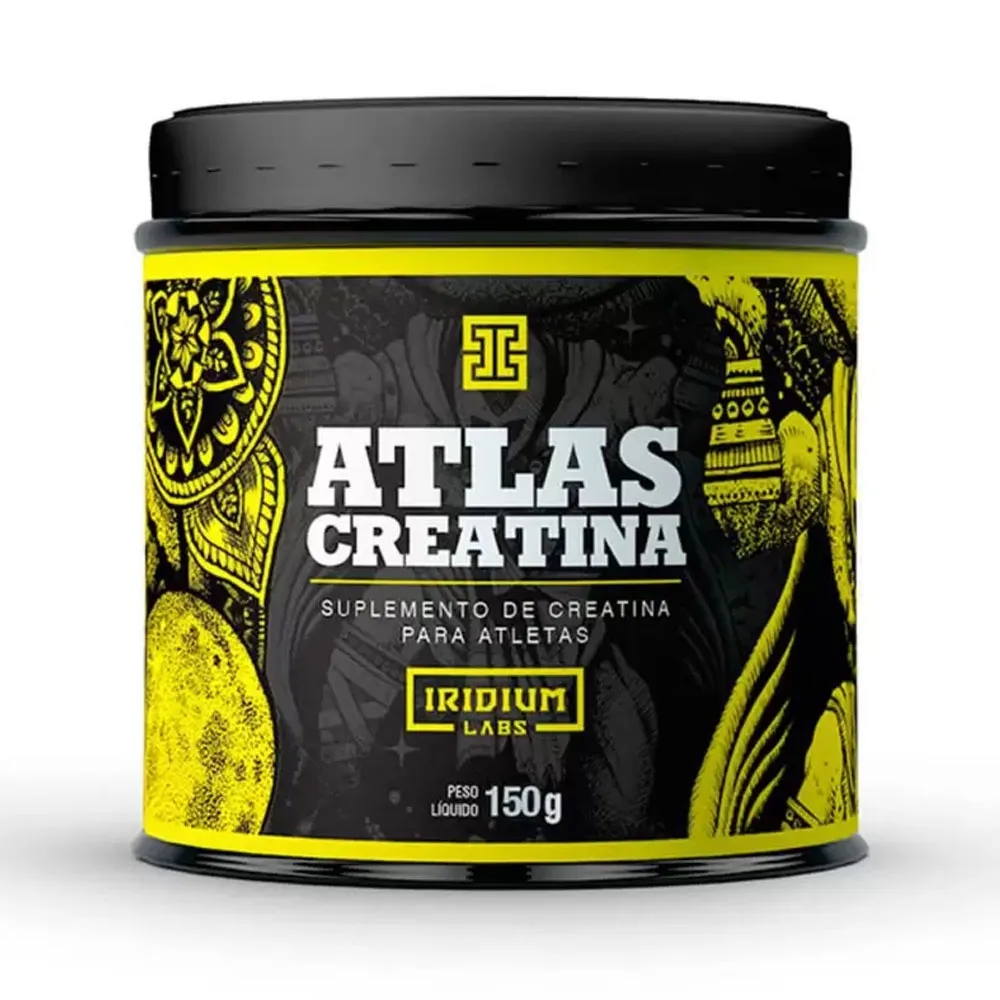 ATLAS
CREATINA
SUPLEMENTO DE CREATINA
PARA ATLETAS
IRIDIUM
LABS
PESO
LÍQUIDO 150g